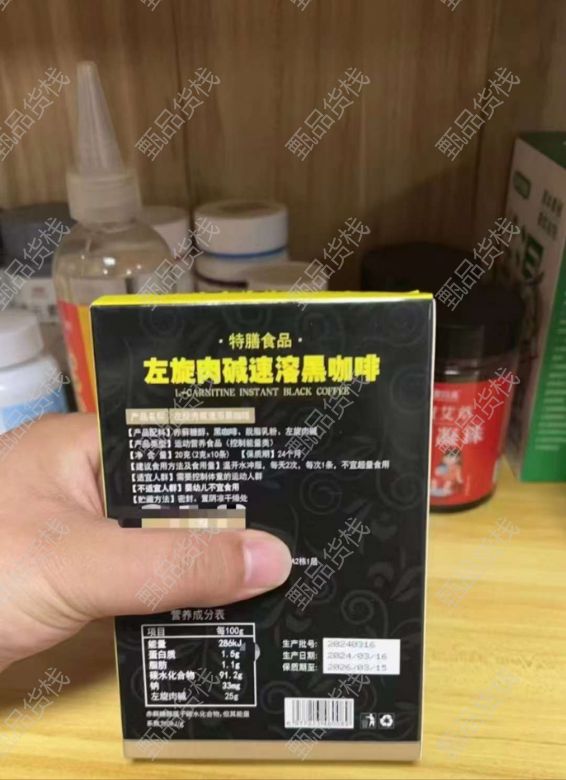 ·特膳食品·
左旋肉碱速溶黑咖啡
L-CARNITINE INSTANT BLACK COFFEE
【产品名称】左旋肉碱速溶黑咖啡
【产品配料】赤藓糖醇，黑咖啡，脱脂乳粉，左旋肉碱
【产品类型】运动营养食品（控制能量类）
【净 含 量】20克(2克×10条) 【保质期】24个月
【建议食用方法及食用量】温开水冲服，每天2次，每次1条，不宜超量食用
【适宜人群】需要控制体重的运动人群
【不适宜人群】婴幼儿不宜食用
【贮藏方法】密封，置阴凉干燥处
A2栋1层
营养成分表
项目 每100g
能量 286kJ
蛋白质 1.5g
脂肪 1.1g
碳水化合物 91.2g
钠 33mg
左旋肉碱 25g
生产批号： 20240316
生产日期： 2024/03/16
保质期至： 2026/03/15
甄品货栈